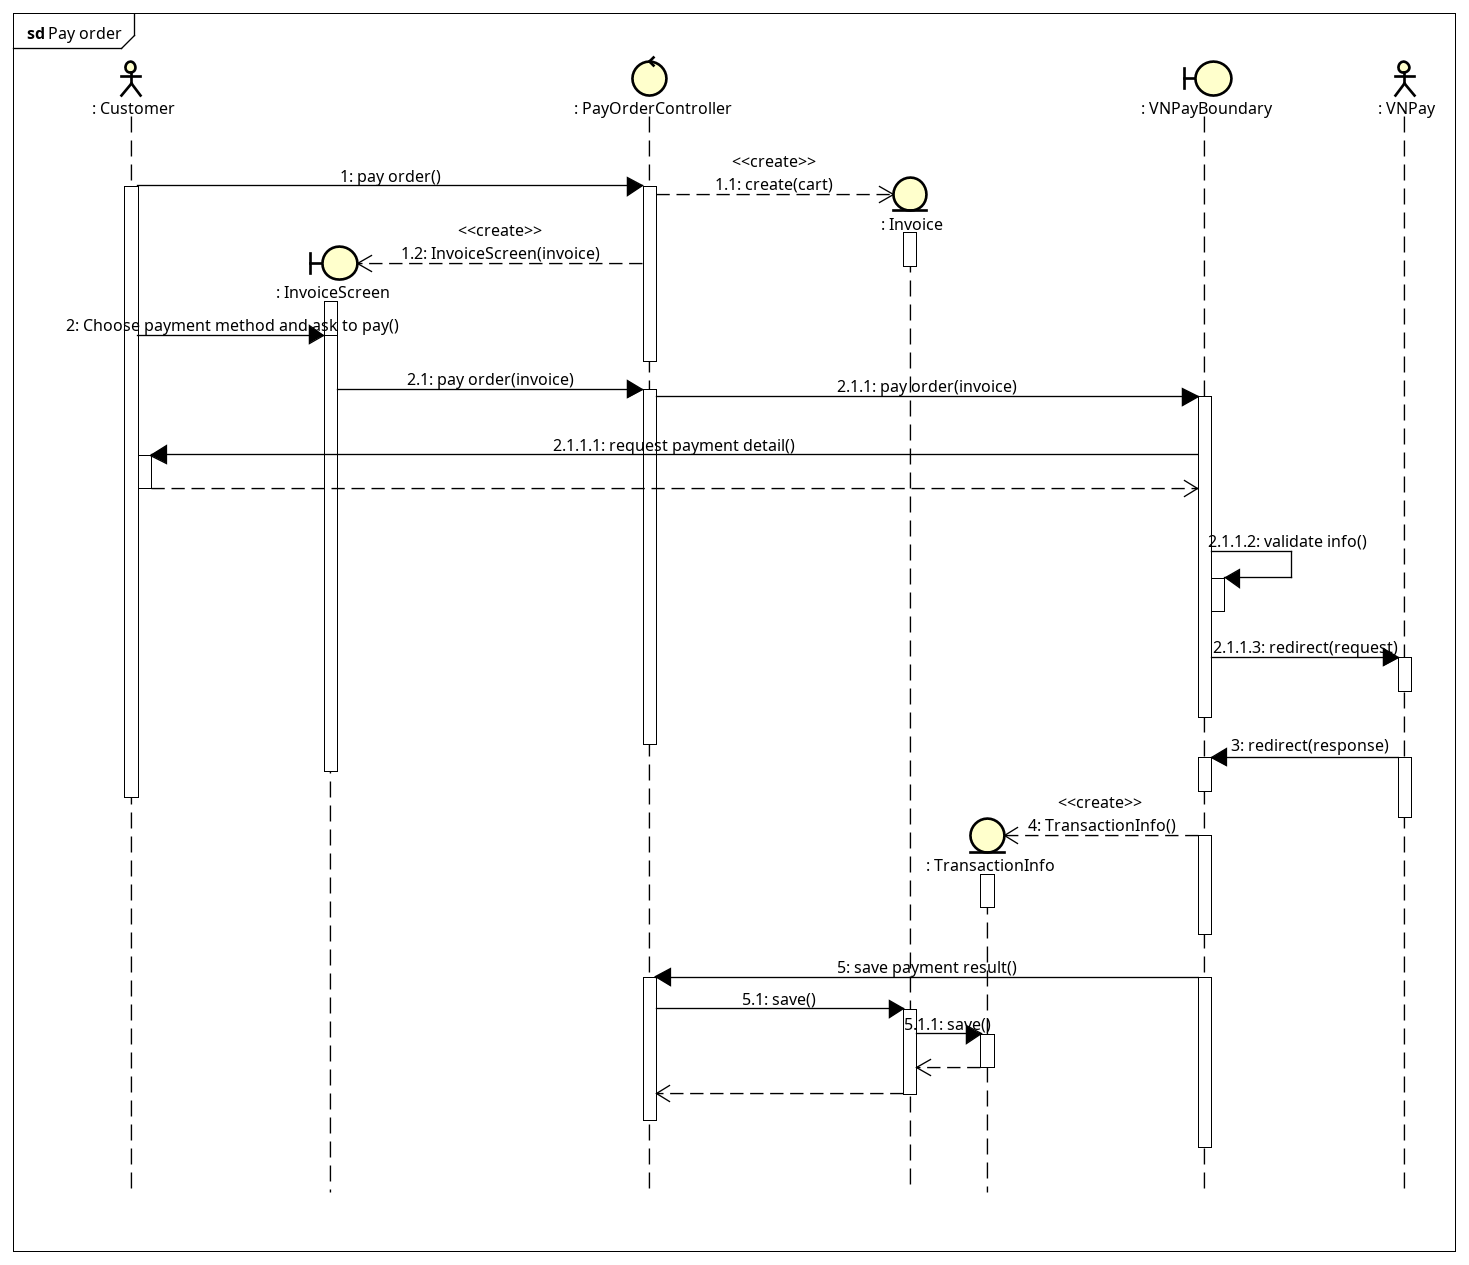 sd Pay order
: Customer
: PayOrderController
: VNPayBoundary
: VNPay
<<create>>
1: pay order()
1.1: create(cart)
: Invoice
<<create>>
1.2: InvoiceScreen(invoice)
: InvoiceScreen
2: Choose payment method and ask to pay()
2.1: pay order(invoice)
2.1.1: pay order(invoice)
2.1.1.1: request payment detail()
2.1.1.2: validate info()
2.1.1.3: redirect(request)
3: redirect(response)
<<create>>
4: TransactionInfo()
: TransactionInfo
5: save payment result()
5.1: save()
5.1.1: save()